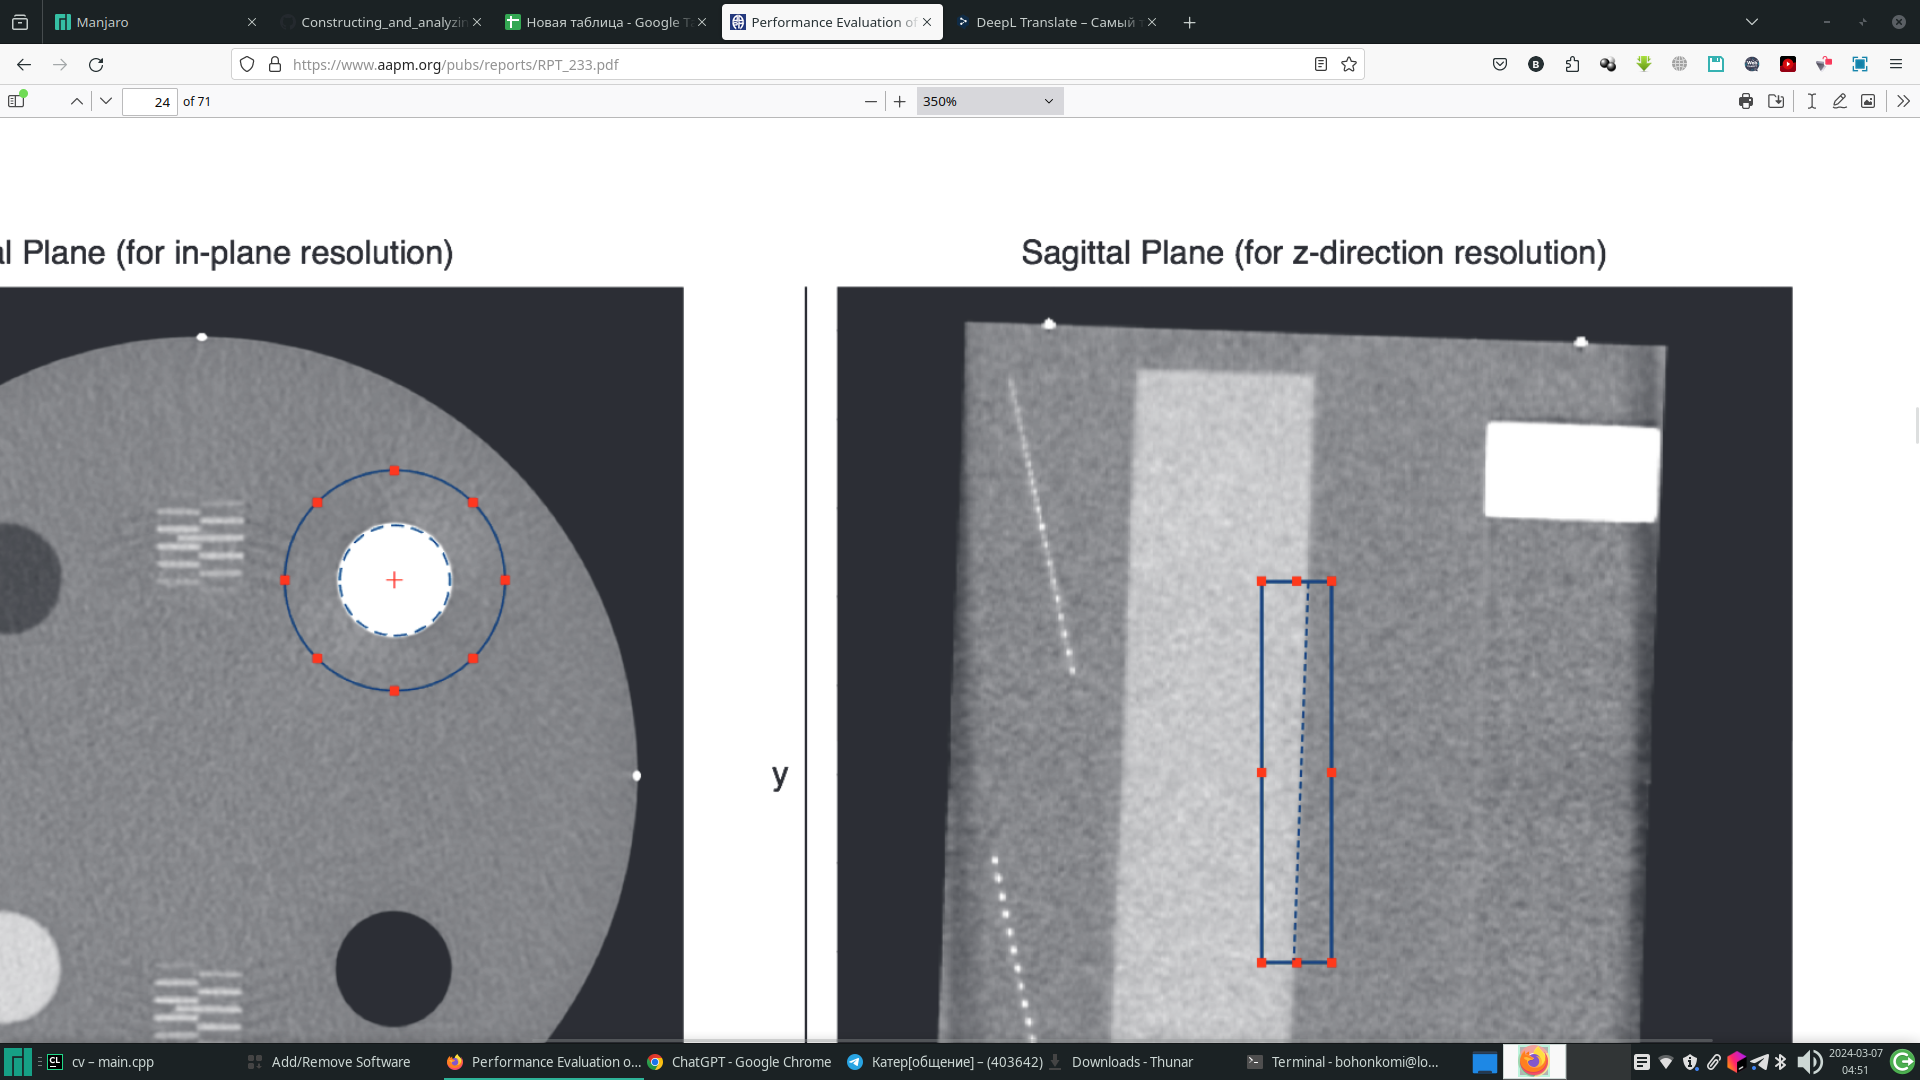 Manjaro
Constructing_and_analyzin
Новая таблица - Google Т
Performance Evaluation of
DeepL Translate – Самый т
https://www.aapm.org/pubs/reports/RPT_233.pdf
24 of 71
350%
al Plane (for in-plane resolution)
Sagittal Plane (for z-direction resolution)
y
cv – main.cpp
Add/Remove Software
Performance Evaluation o...
ChatGPT - Google Chrome
Катер[общение] – (403642)
Downloads - Thunar
Terminal - bohonkomi@lo...
2024-03-07
04:51